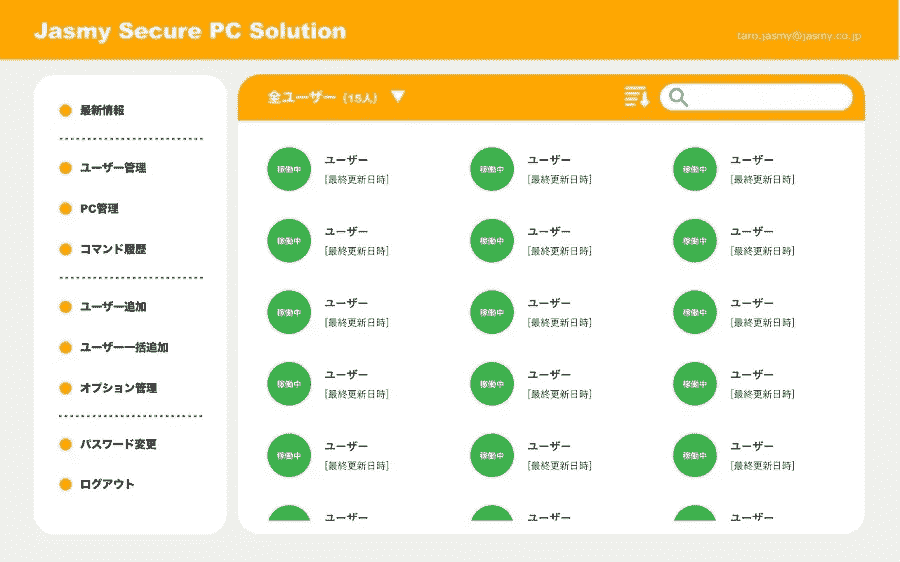 Jasmy Secure PC Solution
taro.jasmy@jasmy.co.jp
最新情報
ユーザー管理
PC管理
コマンド履歴
ユーザー追加
ユーザー一括追加
オプション管理
パスワード変更
ログアウト
全ユーザー（15人）
稼働中 ユーザー 稼働中 ユーザー 稼働中 ユーザー
[最終更新日時] [最終更新日時] [最終更新日時]
稼働中 ユーザー 稼働中 ユーザー 稼働中 ユーザー
[最終更新日時] [最終更新日時] [最終更新日時]
稼働中 ユーザー 稼働中 ユーザー 稼働中 ユーザー
[最終更新日時] [最終更新日時] [最終更新日時]
稼働中 ユーザー 稼働中 ユーザー 稼働中 ユーザー
[最終更新日時] [最終更新日時] [最終更新日時]
稼働中 ユーザー 稼働中 ユーザー 稼働中 ユーザー
[最終更新日時] [最終更新日時] [最終更新日時]
ユーザー ユーザー ユーザー